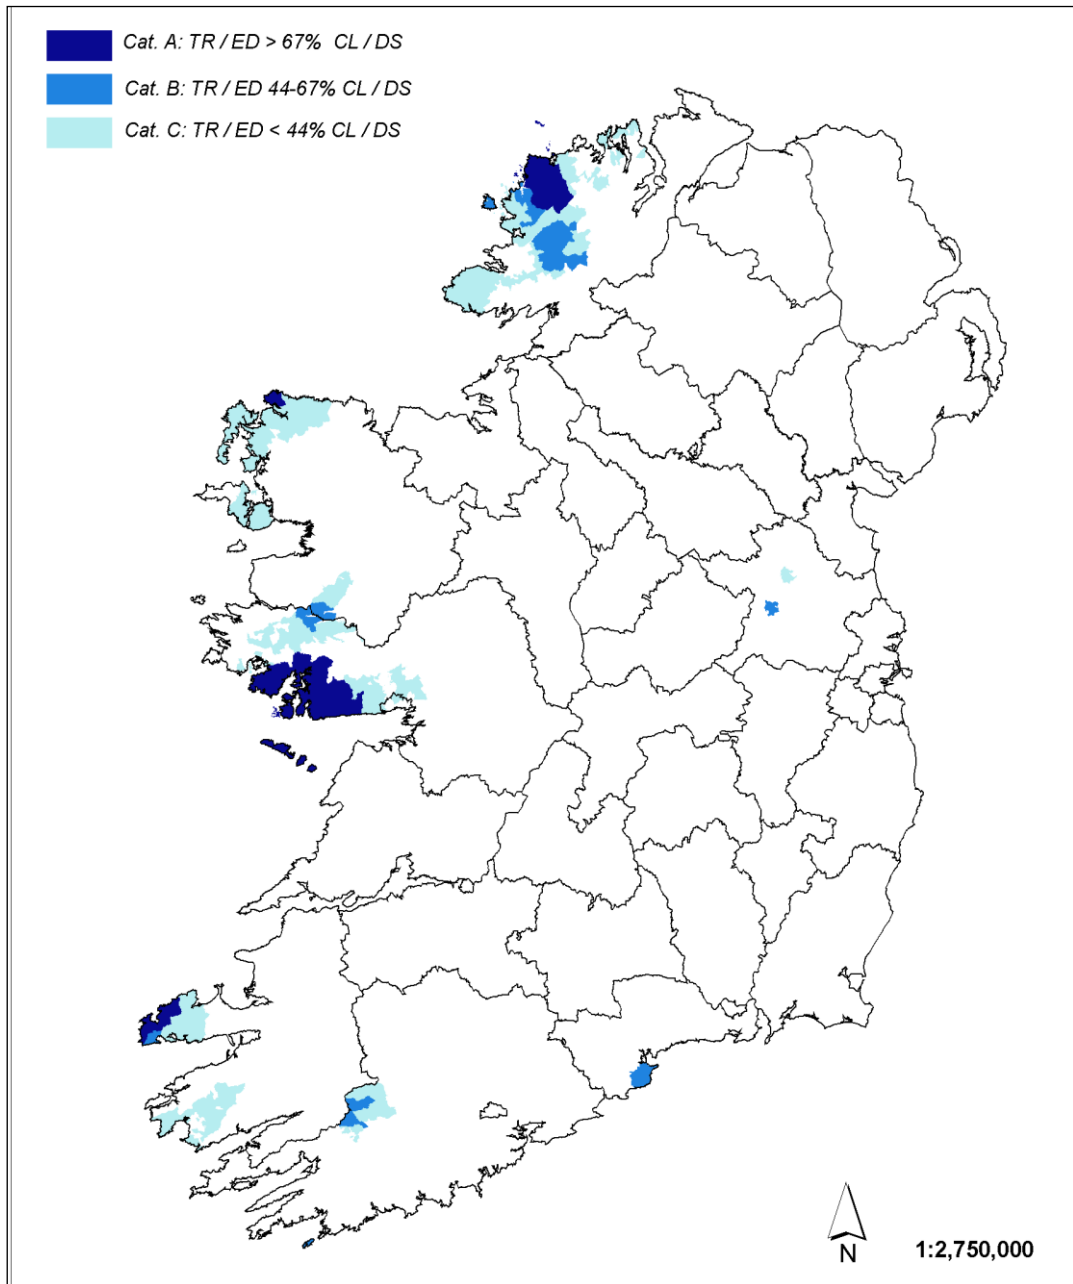 Cat. A: TR / ED > 67% CL / DS
Cat. B: TR / ED 44-67% CL / DS
Cat. C: TR / ED < 44% CL / DS
N
1:2,750,000